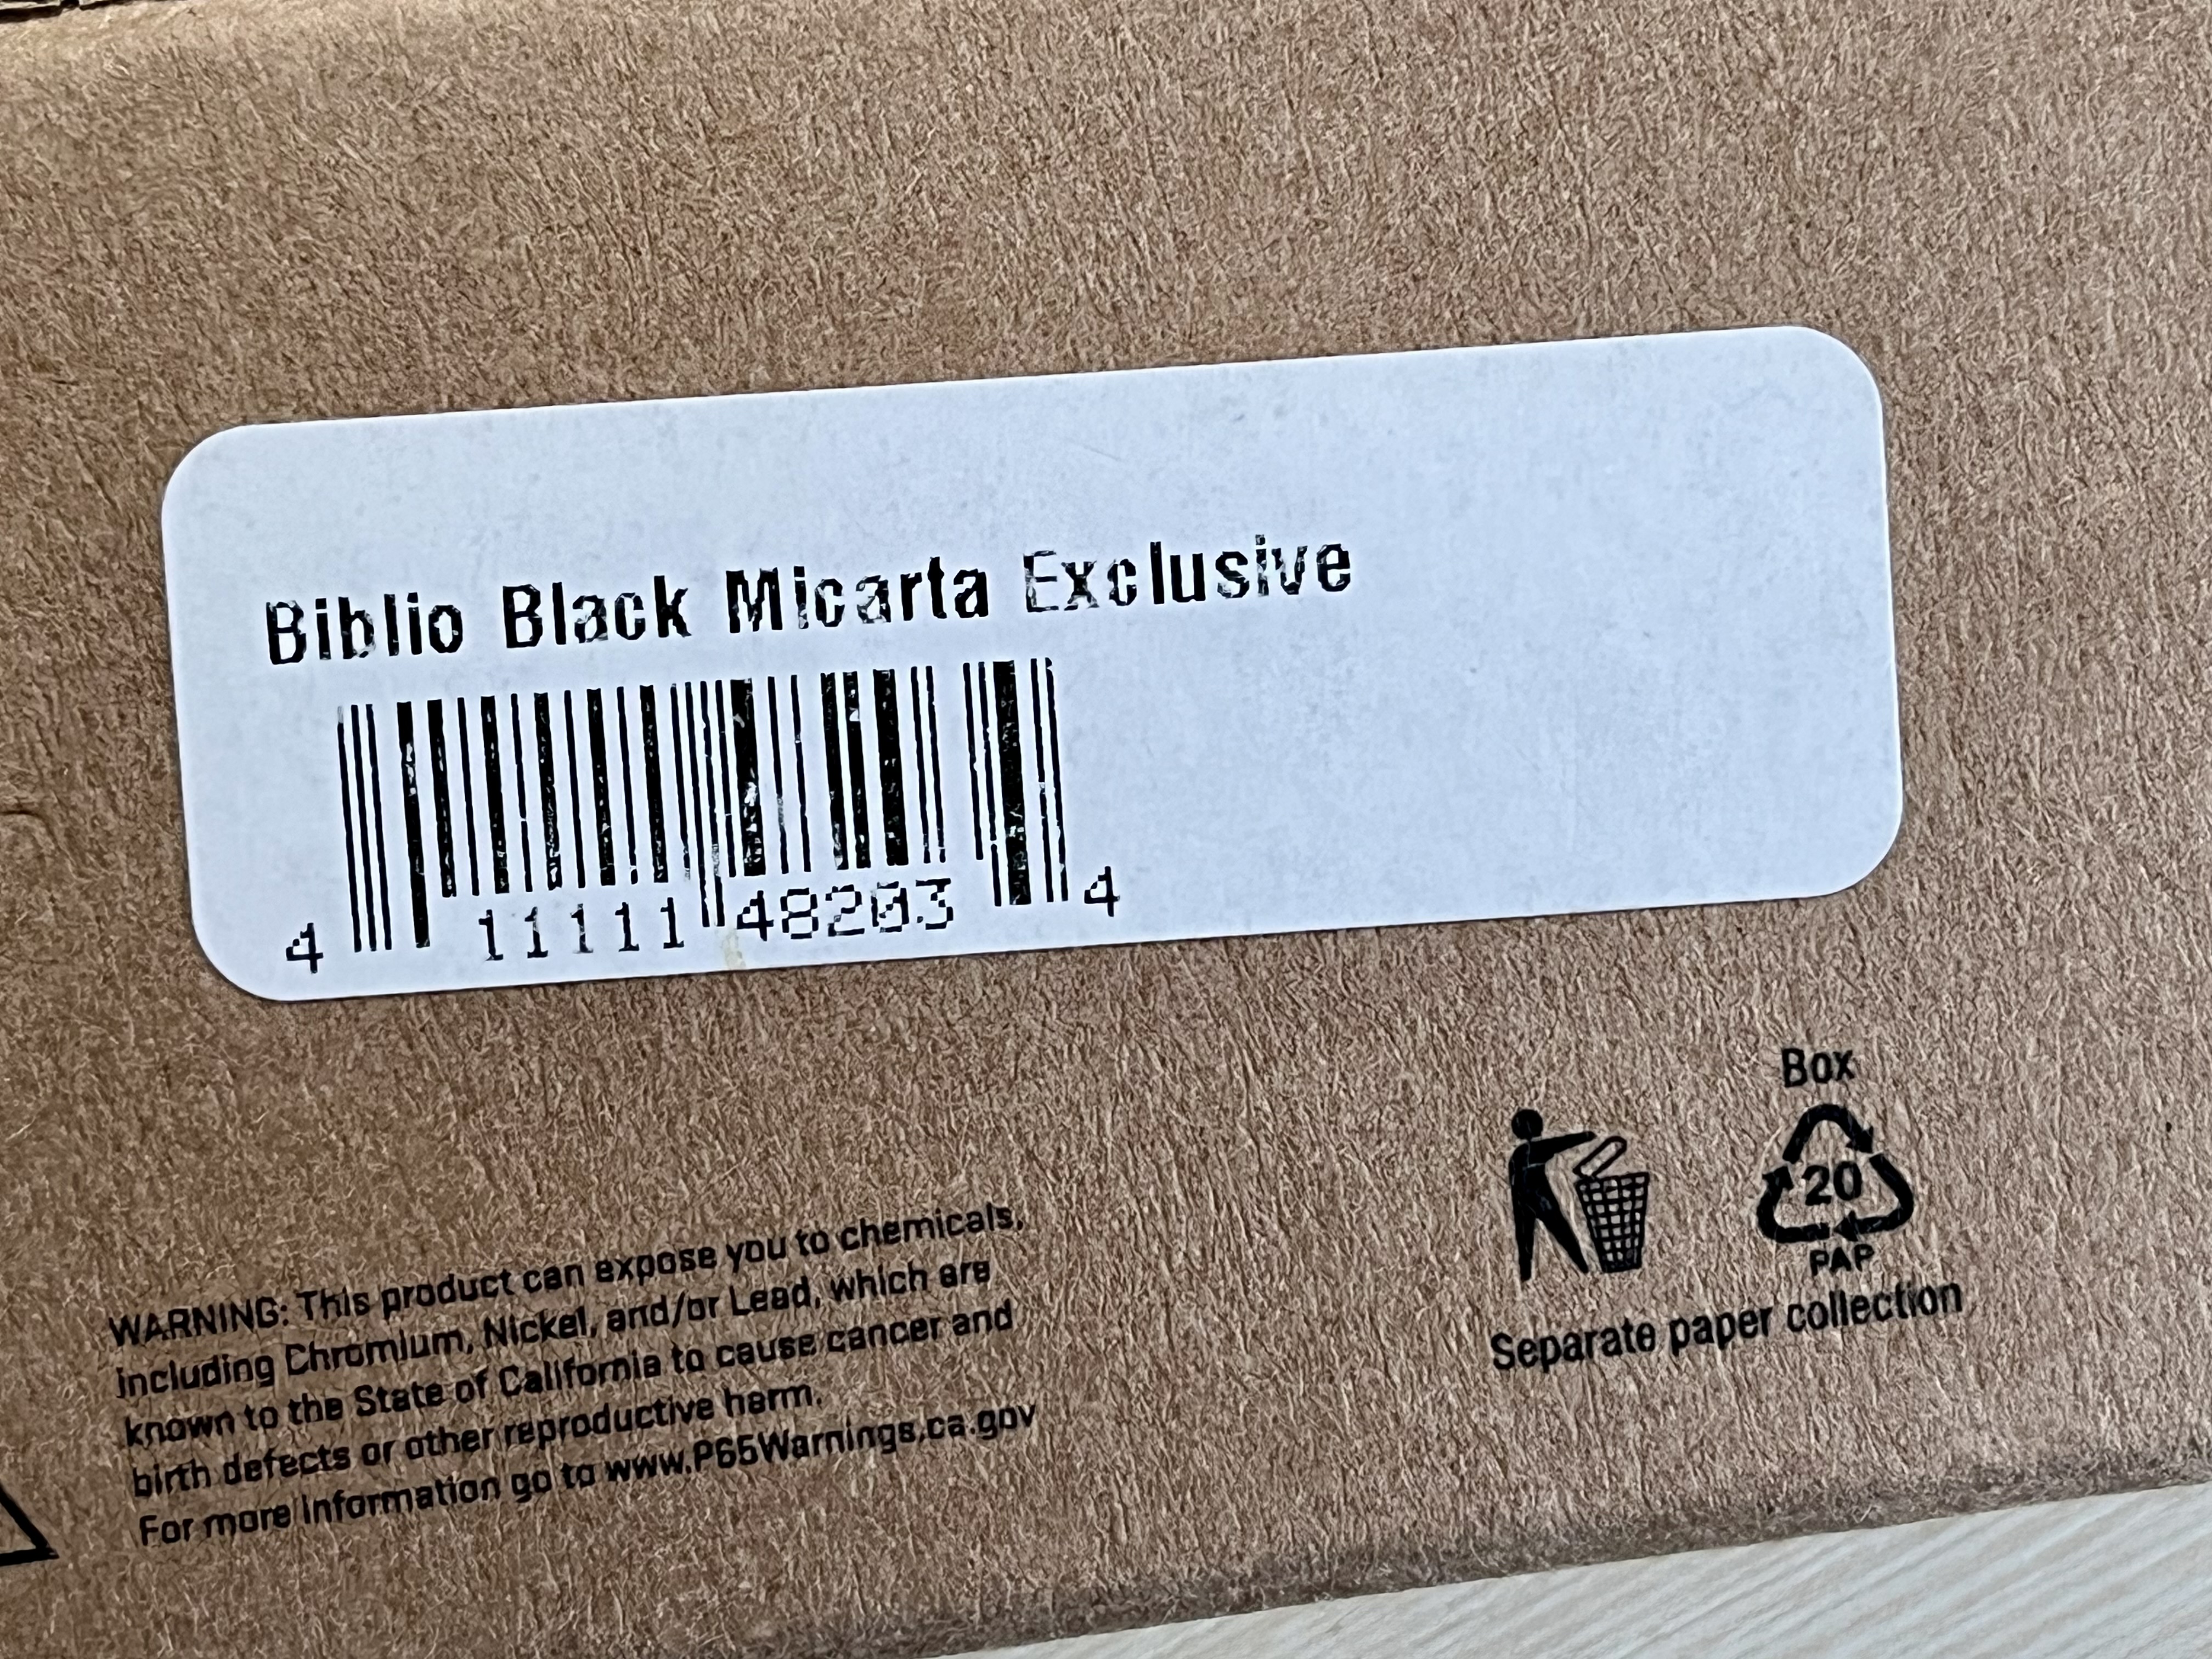 Biblio Black Micarta Exclusive
4 11111 48203 4
Box
20
PAP
Separate paper collection
WARNING: This product can expose you to chemicals,
including Chromium, Nickel, and/or Lead, which are
known to the State of California to cause cancer and
birth defects or other reproductive harm.
For more information go to www.P65Warnings.ca.gov